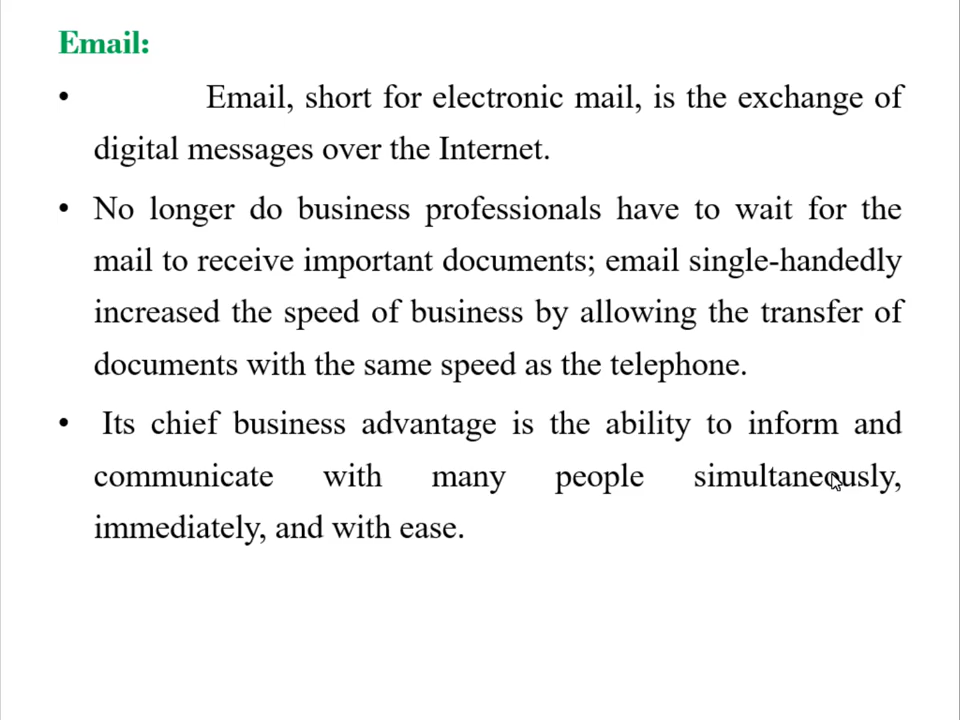 Email:
• Email, short for electronic mail, is the exchange of
digital messages over the Internet.
• No longer do business professionals have to wait for the
mail to receive important documents; email single-handedly
increased the speed of business by allowing the transfer of
documents with the same speed as the telephone.
• Its chief business advantage is the ability to inform and
communicate with many people simultaneously,
immediately, and with ease.